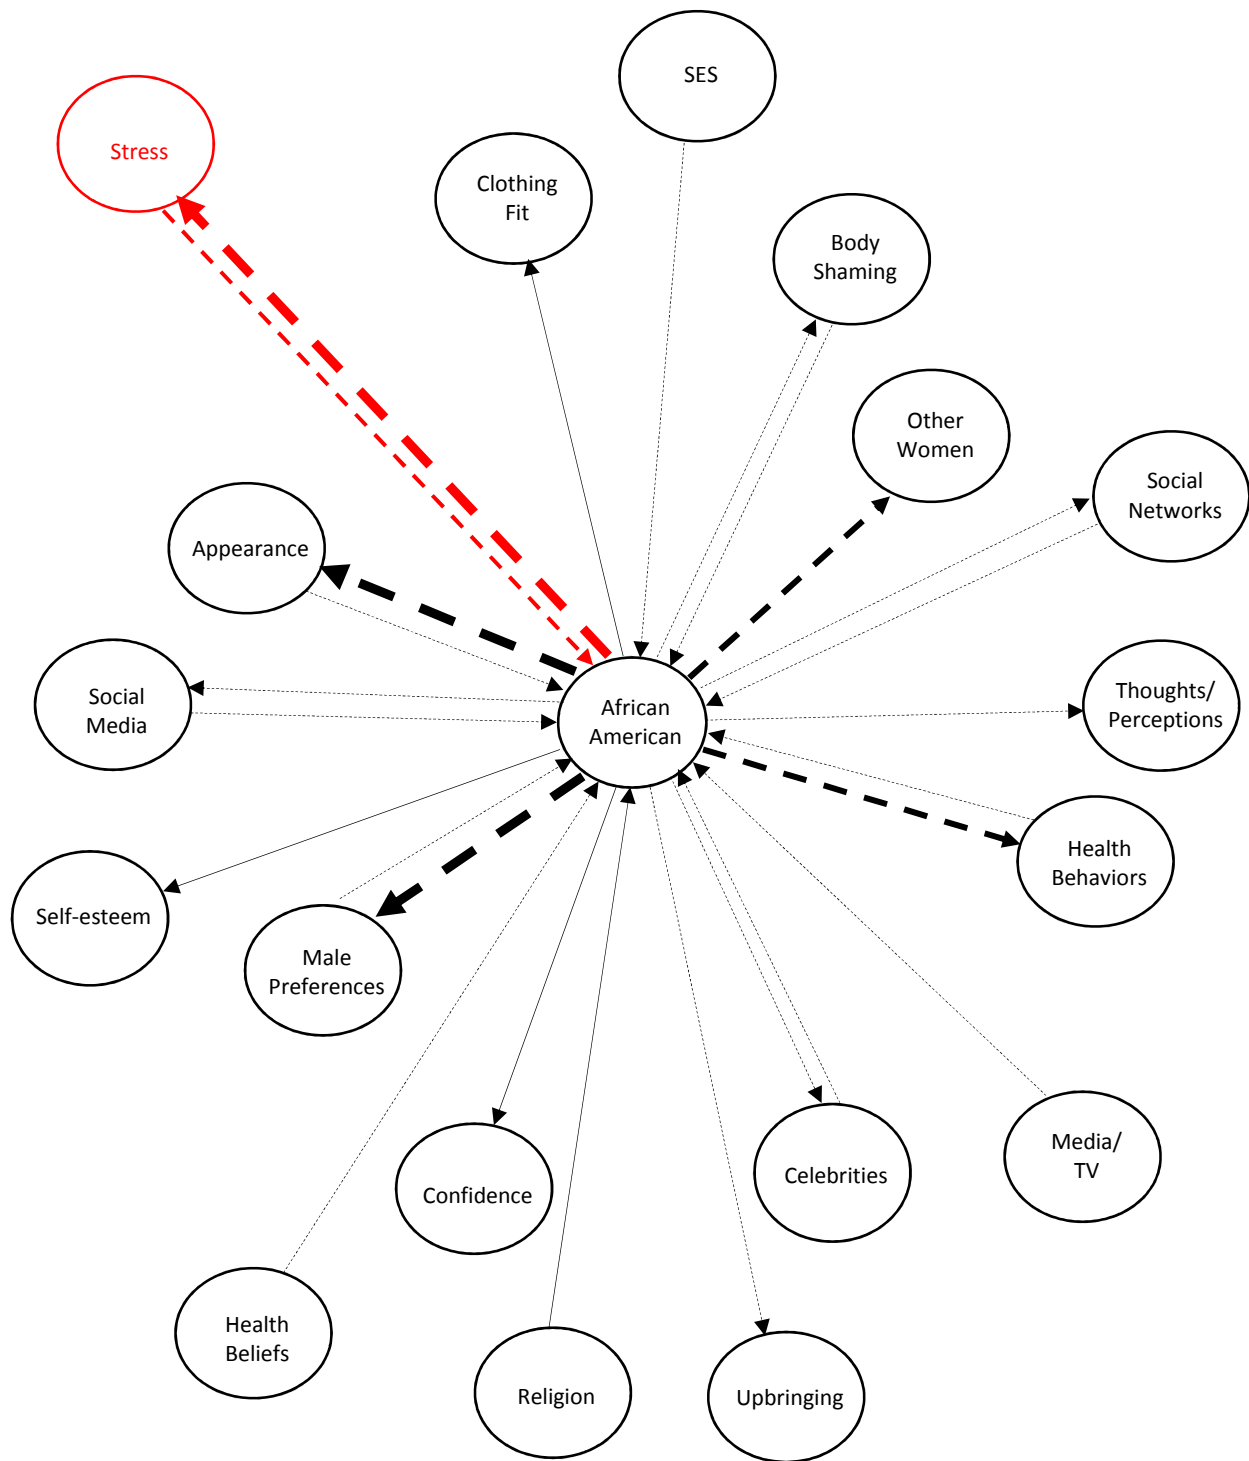 SES
Stress
Clothing
Fit
Body
Shaming
Other
Women
Social
Networks
Appearance
Social
Media
African
American
Thoughts/
Perceptions
Health
Behaviors
Self-esteem
Male
Preferences
Confidence
Celebrities
Media/
TV
Health
Beliefs
Religion
Upbringing